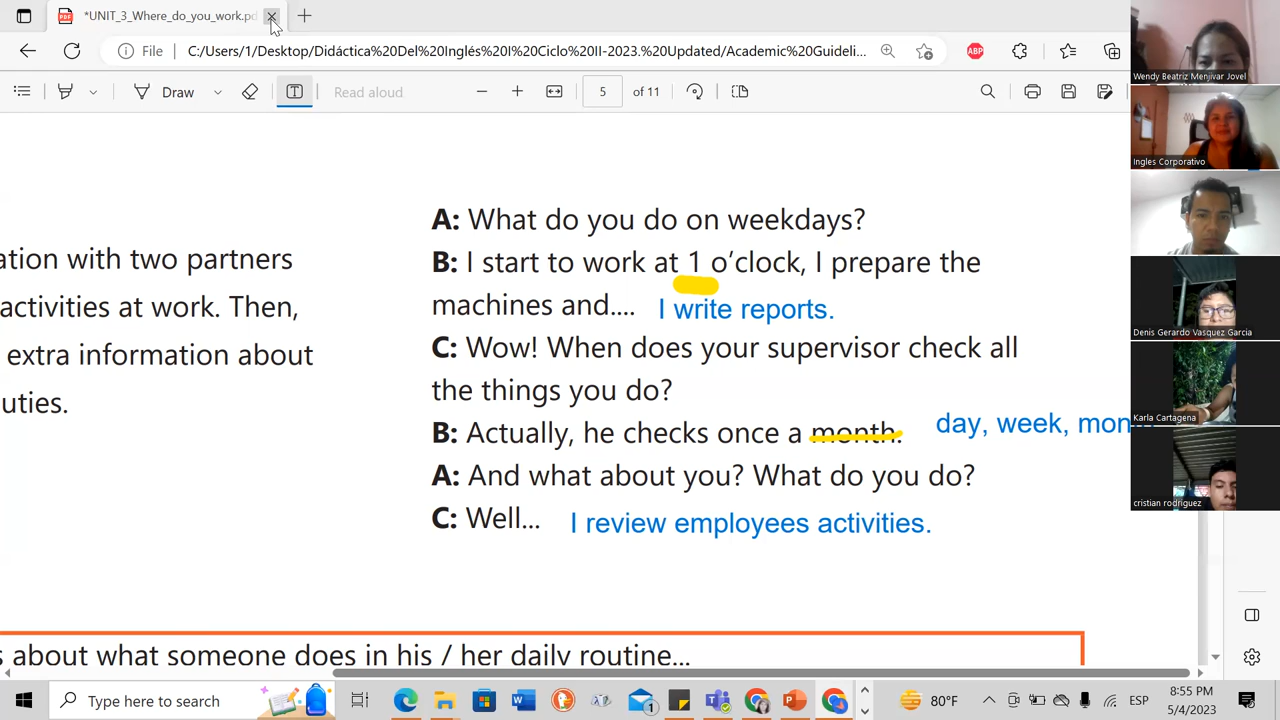 *UNIT_3_Where_do_you_work.pd
File
C:/Users/1/Desktop/Didáctica%20Del%20Inglés%20I%20Ciclo%20II-2023.%20Updated/Academic%20Guideli...
ABP
Draw
Read aloud
5
of 11
A: What do you do on weekdays?
ation with two partners
B: I start to work at 1 o'clock, I prepare the
activities at work. Then,
machines and.... I write reports.
extra information about
C: Wow! When does your supervisor check all
the things you do?
uties.
B: Actually, he checks once a month. day, week, mon
A: And what about you? What do you do?
C: Well... I review employees activities.
s about what someone does in his / her daily routine...
Wendy Beatriz Menjivar Jovel
Ingles Corporativo
Denis Gerardo Vasquez Garcia
Karla Cartagena
cristian rodriguez
Type here to search
80°F
ESP
8:55 PM
5/4/2023